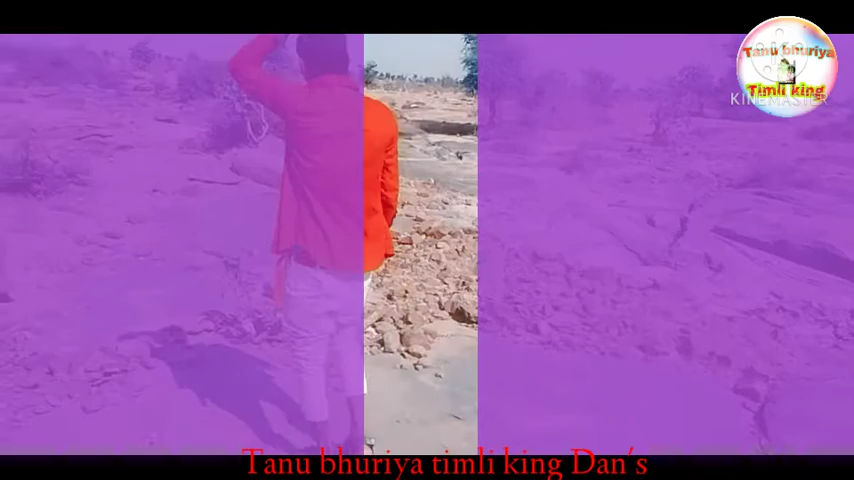 Tanu bhuriya
Timli king
KINEMASTER
Tanu bhuriya timli king Dan's